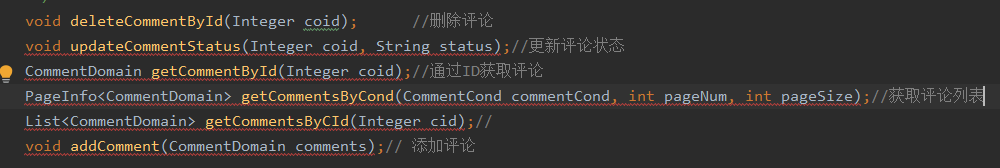 void deleteCommentById(Integer coid);      //删除评论
void updateCommentStatus(Integer coid, String status);//更新评论状态
CommentDomain getCommentById(Integer coid);//通过ID获取评论
PageInfo<CommentDomain> getCommentsByCond(CommentCond commentCond, int pageNum, int pageSize);//获取评论列表
List<CommentDomain> getCommentsByCId(Integer cid);//
void addComment(CommentDomain comments);// 添加评论